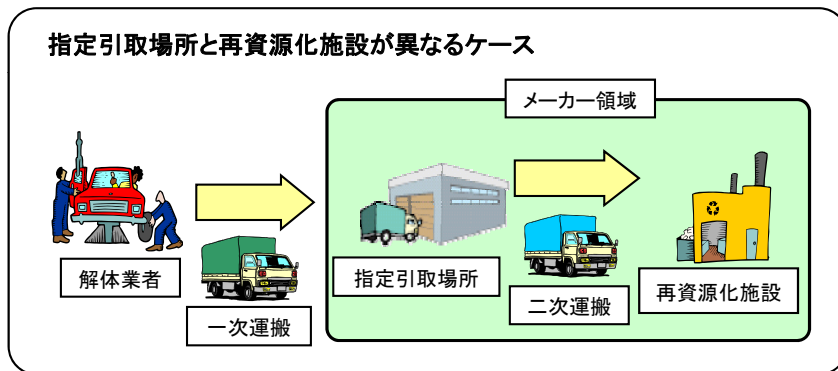 指定引取場所と再資源化施設が異なるケース
メーカー領域
解体業者
一次運搬
指定引取場所
二次運搬
再資源化施設